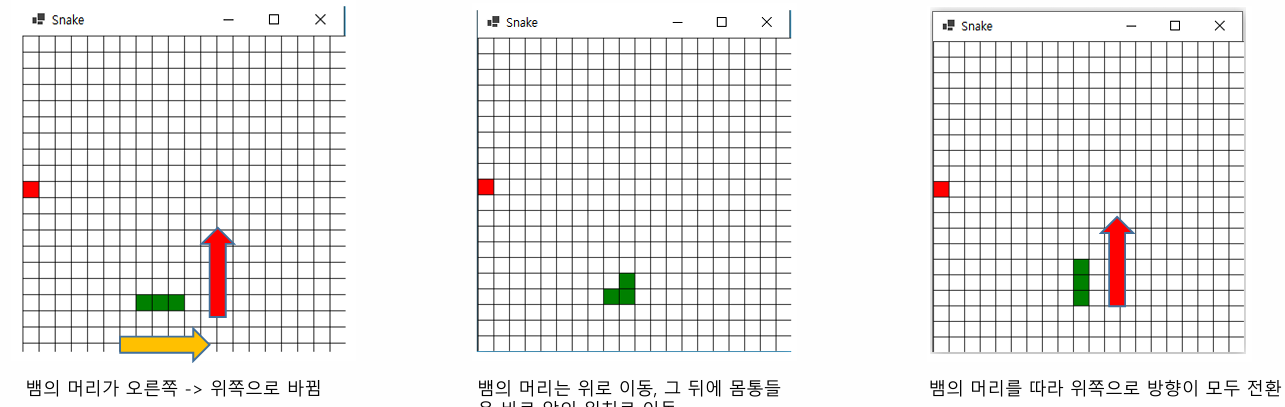 Snake
Snake
Snake
뱀의 머리가 오른쪽 -> 위쪽으로 바뀜
뱀의 머리는 위로 이동, 그 뒤에 몸통들
뱀의 머리를 따라 위쪽으로 방향이 모두 전환